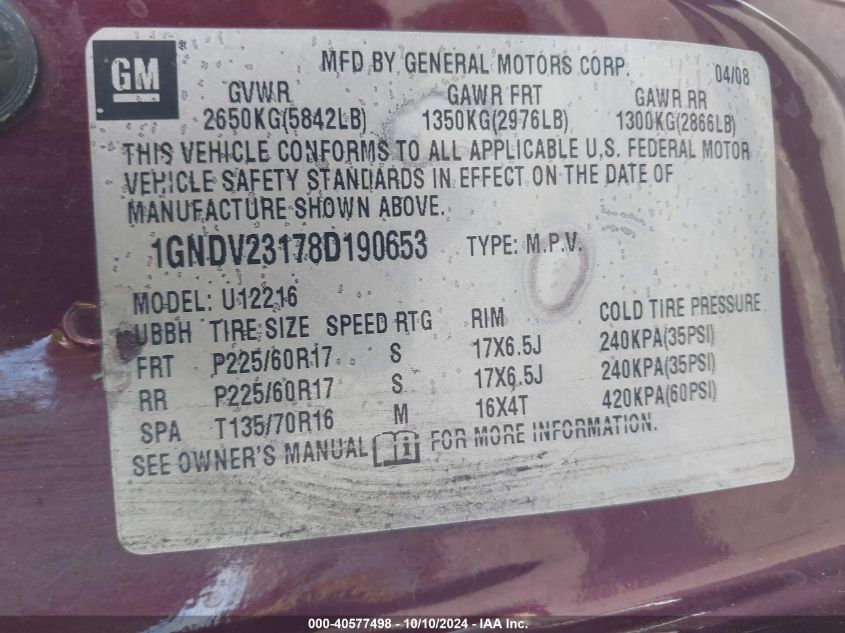 GM ® MFD BY GENERAL MOTORS CORP. 04/08
GVWR GAWR FRT GAWR RR
2650KG(5842LB) 1350KG(2976LB) 1300KG(2866LB)
THIS VEHICLE CONFORMS TO ALL APPLICABLE U.S. FEDERAL MOTOR
VEHICLE SAFETY STANDARDS IN EFFECT ON THE DATE OF
MANUFACTURE SHOWN ABOVE.
1GNDV23178D190653 TYPE: M.P.V.
MODEL: U12216
UBBH TIRE SIZE SPEED RTG RIM COLD TIRE PRESSURE
FRT P225/60R17 S 17X6.5J 240KPA(35PSI)
RR P225/60R17 S 17X6.5J 240KPA(35PSI)
SPA T135/70R16 M 16X4T 420KPA(60PSI)
SEE OWNER'S MANUAL i FOR MORE INFORMATION.
000-40577498 - 10/10/2024 - IAA Inc.